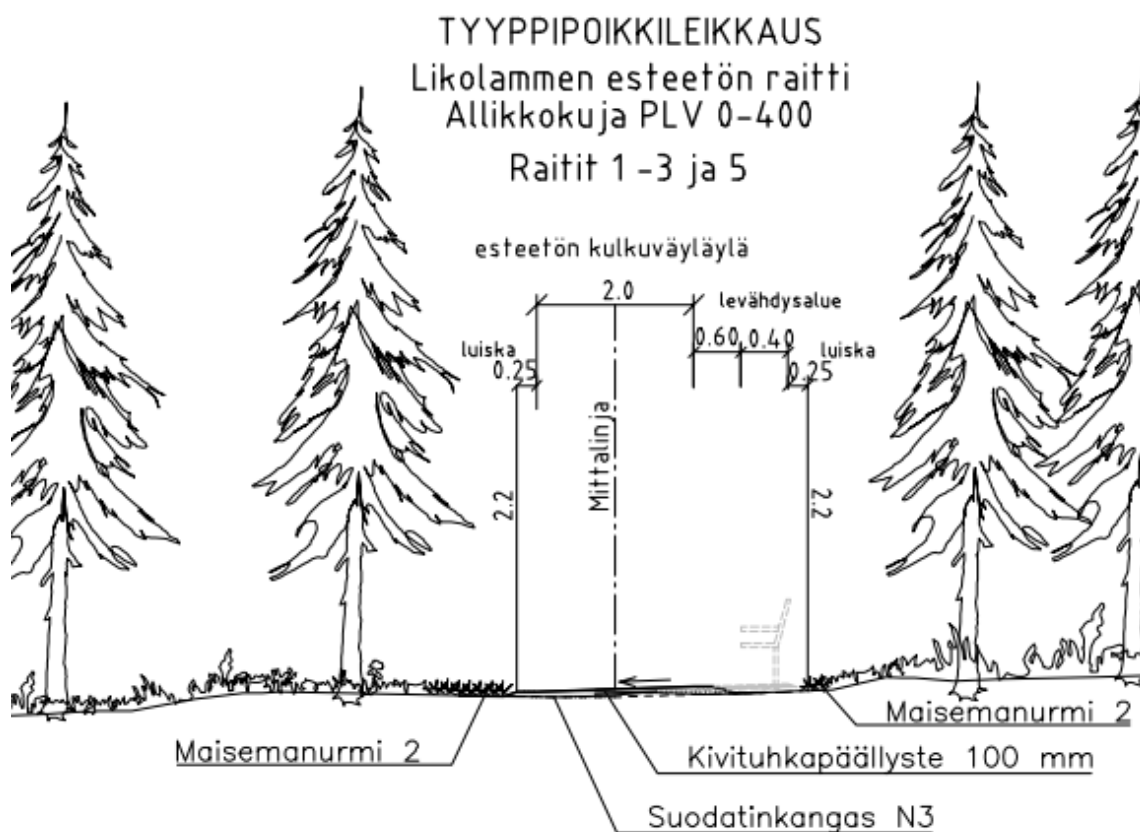 TYYPPIPOIKKILEIKKAUS
Likolammen esteetön raitti
Allikkokuja PLV 0-400
Raitit 1-3 ja 5
esteetön kulkuväyläylä
2.0
levähdysalue
0.60 0.40
luiska
luiska
0.25
0.25
Mittalinja
2.2
2.2
Maisemanurmi 2
Maisemanurmi 2
Kivituhkapäällyste 100 mm
Suodatinkangas N3